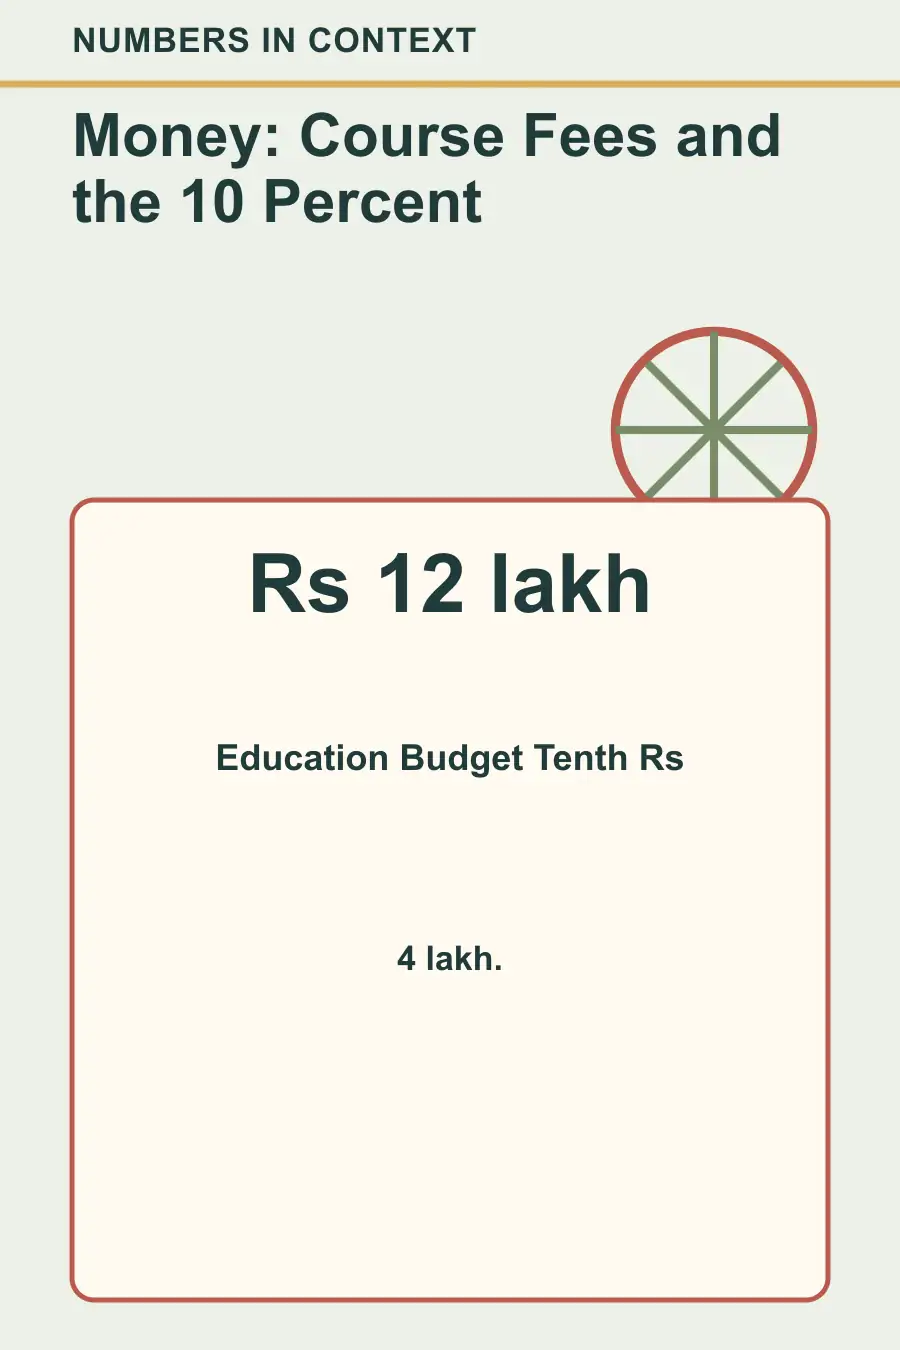 NUMBERS IN CONTEXT
Money: Course Fees and
the 10 Percent
Rs 12 lakh
Education Budget Tenth Rs
4 lakh.